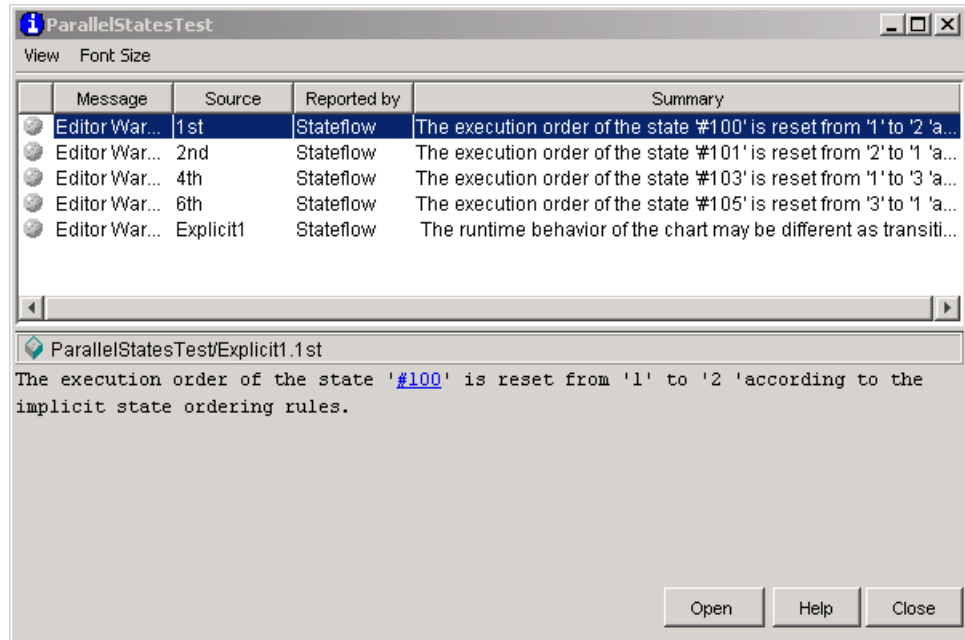 ParallelStatesTest
View Font Size
Message Source Reported by Summary
Editor War... 1st Stateflow The execution order of the state '#100' is reset from '1' to '2 'a...
Editor War... 2nd Stateflow The execution order of the state '#101' is reset from '2' to '1 'a...
Editor War... 4th Stateflow The execution order of the state '#103' is reset from '1' to '3 'a...
Editor War... 6th Stateflow The execution order of the state '#105' is reset from '3' to '1 'a...
Editor War... Explicit1 Stateflow The runtime behavior of the chart may be different as transiti...
ParallelStatesTest/Explicit1.1st
The execution order of the state '#100' is reset from '1' to '2 'according to the
implicit state ordering rules.
Open Help Close